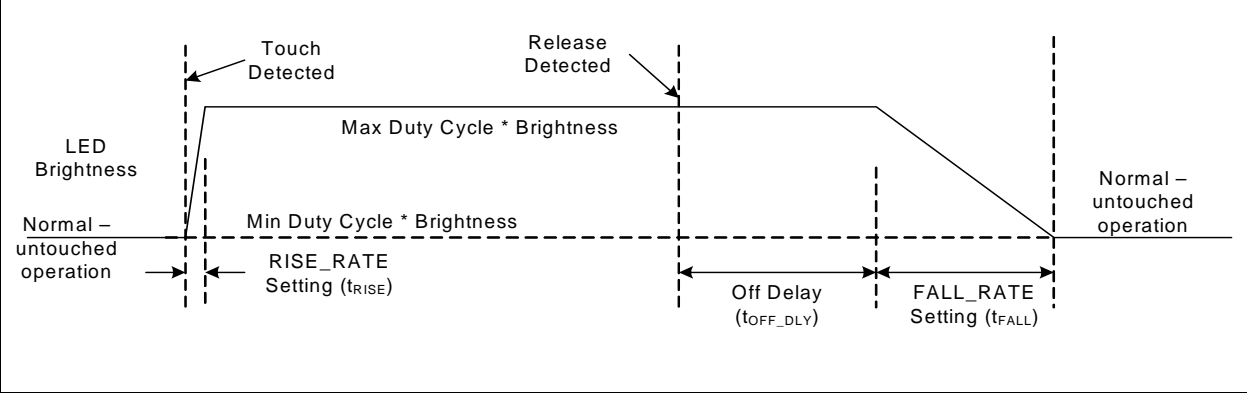 Touch
Detected
Release
Detected
Max Duty Cycle * Brightness
LED
Brightness
Normal –
untouched
operation
Min Duty Cycle * Brightness
Normal –
untouched
operation
RISE_RATE
Setting (tRISE)
Off Delay
(tOFF_DLY)
FALL_RATE
Setting (tFALL)